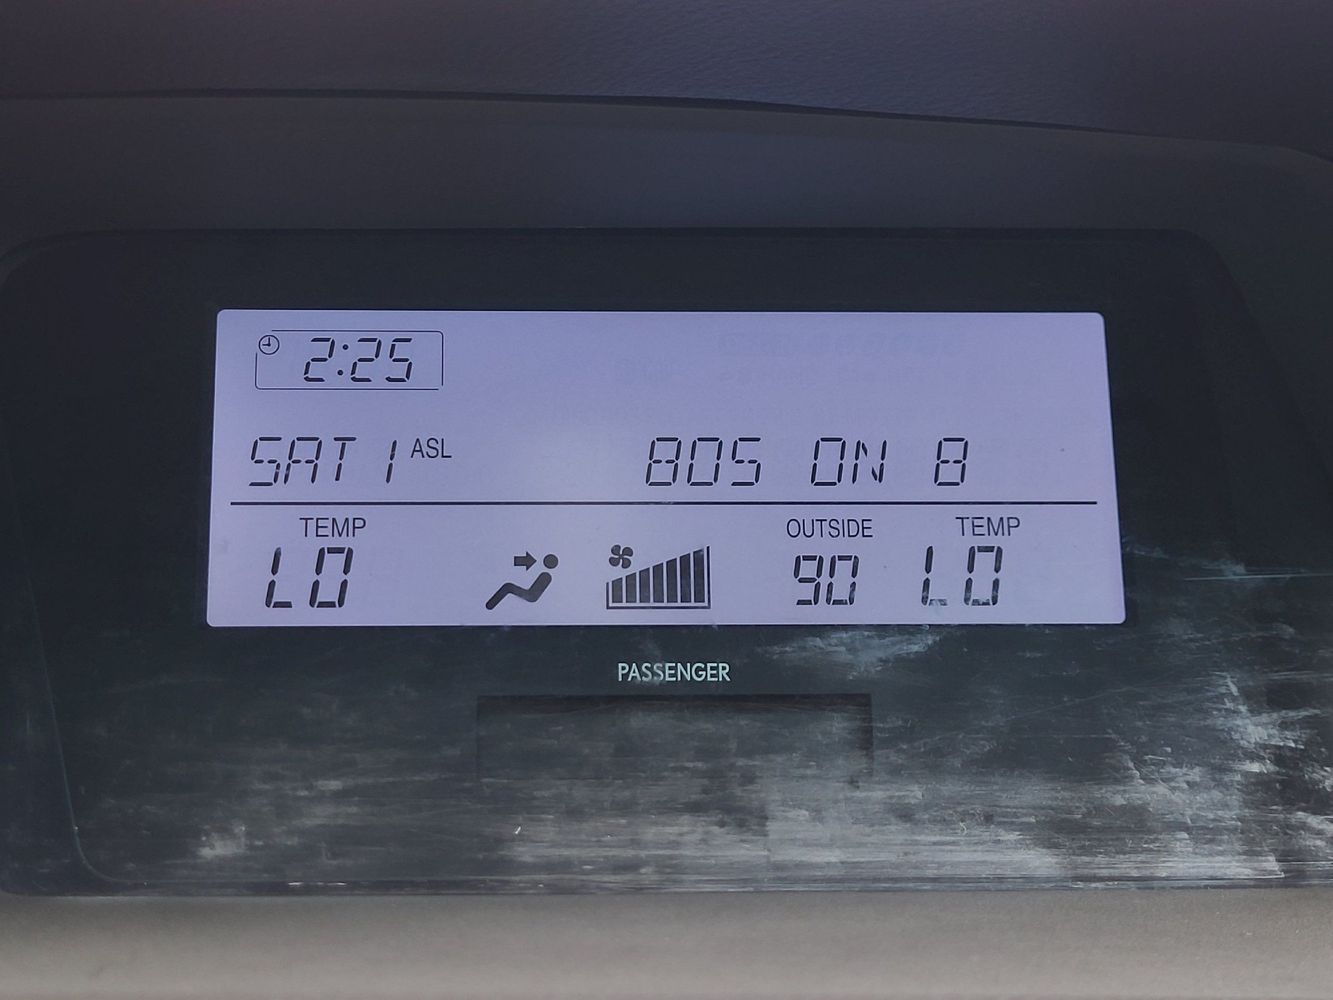 2:25
SAT 1 ASL 80S ON 8
TEMP OUTSIDE TEMP
LO 90 LO
PASSENGER